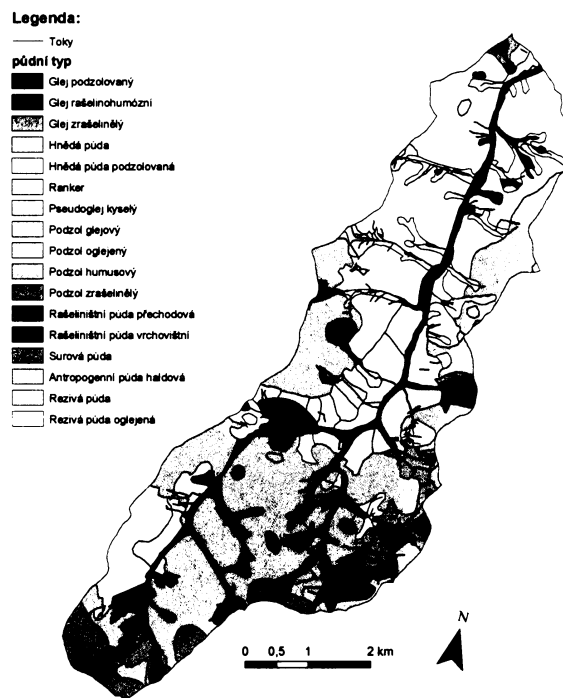 Legenda:
Toky
půdní typ
Glej podzolovaný
Glej rašelinohumózní
Glej zrašelinělý
Hnědá půda
Hnědá půda podzolovaná
Ranker
Pseudoglej kyselý
Podzol glejový
Podzol oglejený
Podzol humusový
Podzol zrašelinělý
Rašeliništní půda přechodová
Rašeliništní půda vrchovištní
Surová půda
Antropogenní půda haldová
Rezivá půda
Rezivá půda oglejená
N
0 0,5 1 2 km